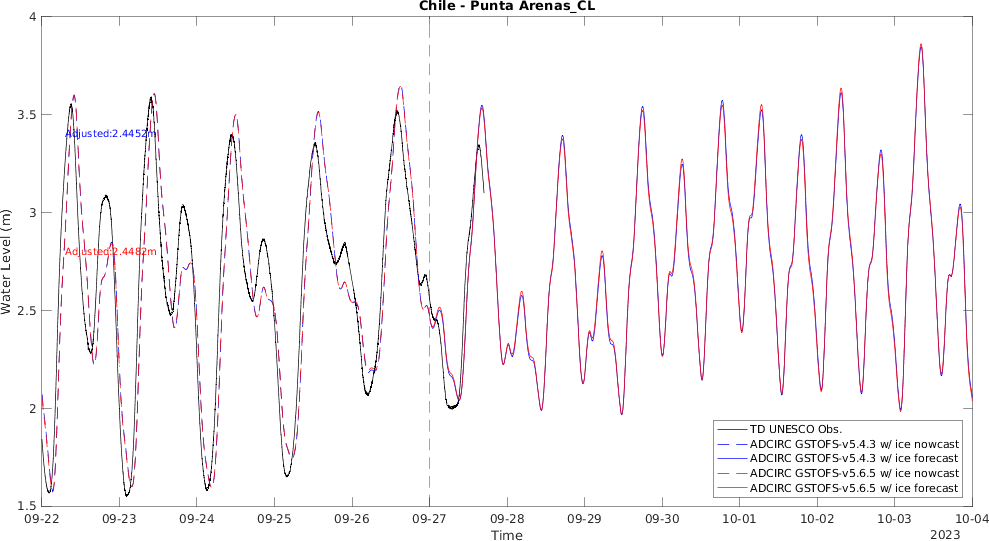 Chile - Punta Arenas_CL
4
3.5
3
2.5
2
1.5
Water Level (m)
Adjusted:2.4452m
Adjusted:2.4482m
TD UNESCO Obs.
ADCIRC GSTOFS-v5.4.3 w/ ice nowcast
ADCIRC GSTOFS-v5.4.3 w/ ice forecast
ADCIRC GSTOFS-v5.6.5 w/ ice nowcast
ADCIRC GSTOFS-v5.6.5 w/ ice forecast
09-22 09-23 09-24 09-25 09-26 09-27 09-28 09-29 09-30 10-01 10-02 10-03 10-04
Time
2023